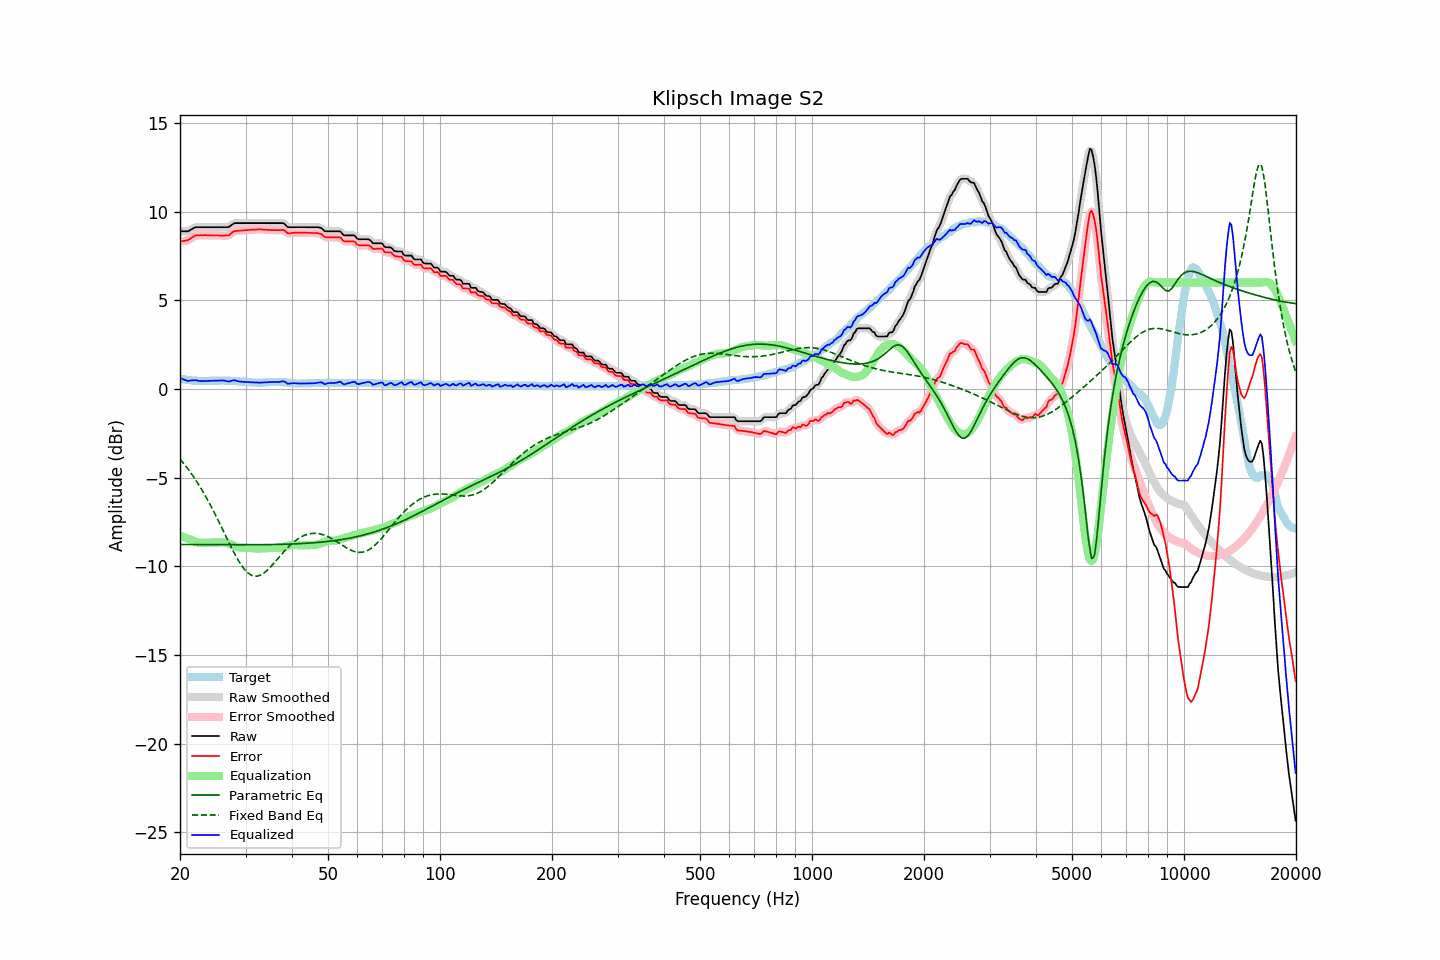 Klipsch Image S2
Amplitude (dBr)
15
10
5
0
−5
−10
−15
−20
−25
Target
Raw Smoothed
Error Smoothed
Raw
Error
Equalization
Parametric Eq
Fixed Band Eq
Equalized
20
50
100
200
500
1000
2000
5000
10000
20000
Frequency (Hz)